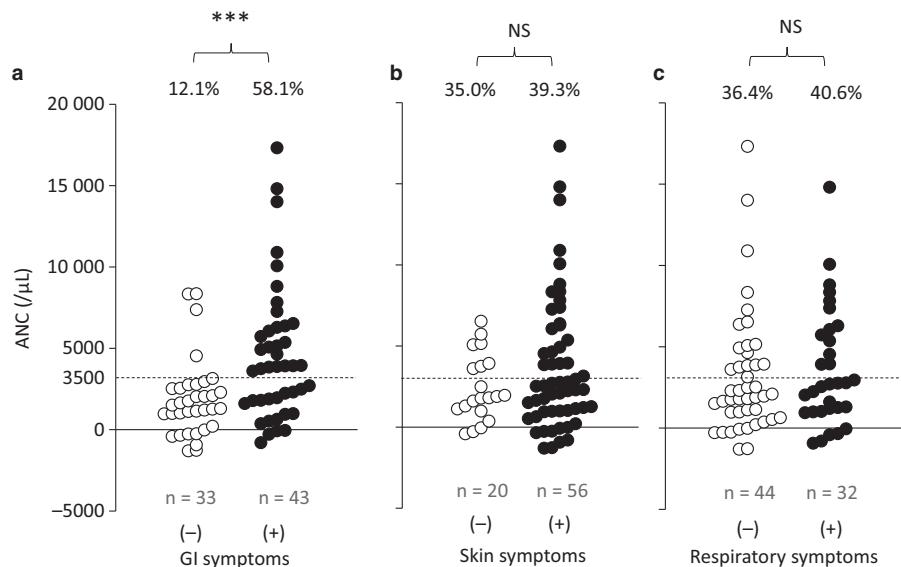 *** NS NS
a b c
12.1% 58.1% 35.0% 39.3% 36.4% 40.6%
20 000
15 000
10 000
5000
3500
0
–5000
ANC (/μL)
n = 33 n = 43 n = 20 n = 56 n = 44 n = 32
(–) (+) (–) (+) (–) (+)
GI symptoms Skin symptoms Respiratory symptoms